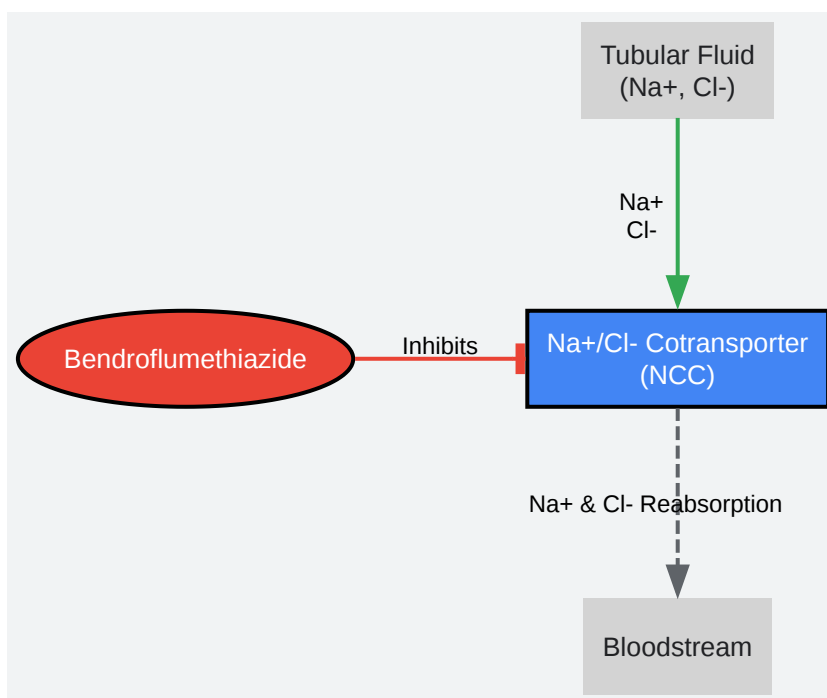 Tubular Fluid
(Na+, Cl-)
Na+
Cl-
Bendroflumethiazide
Inhibits
Na+/Cl- Cotransporter
(NCC)
Na+ & Cl- Reabsorption
Bloodstream